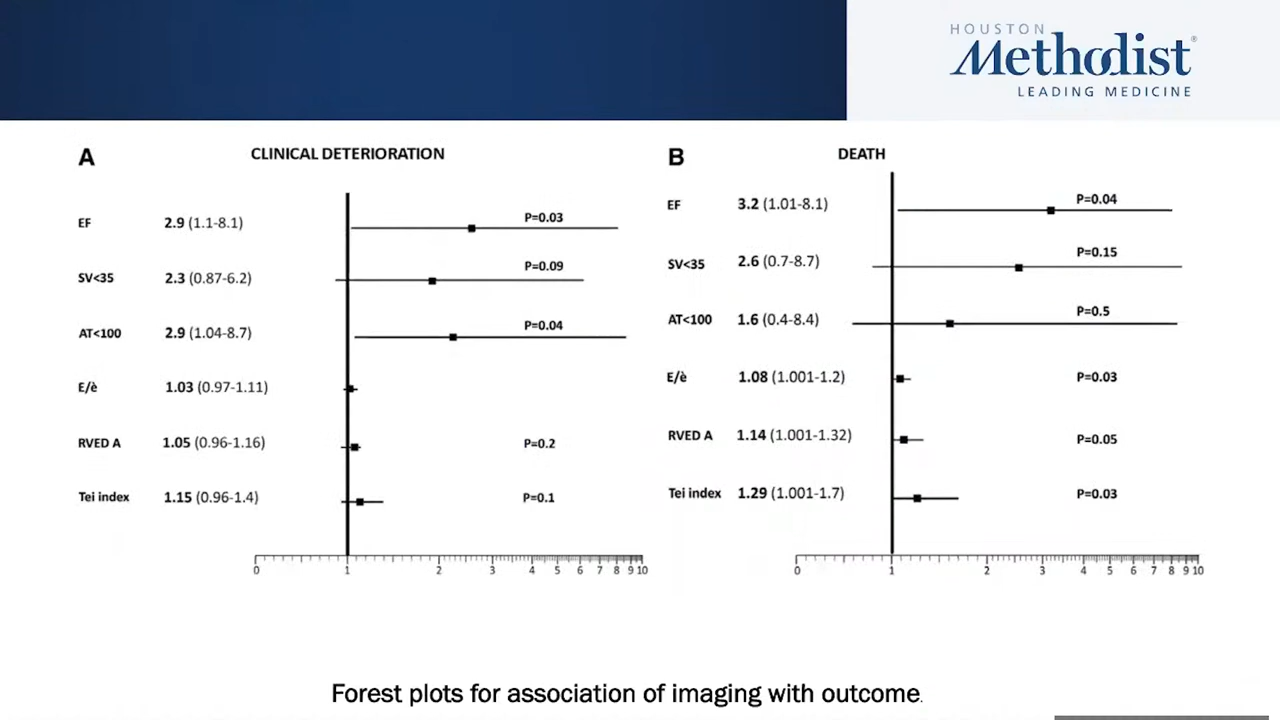 HOUSTON
Methodist®
LEADING MEDICINE
A
CLINICAL DETERIORATION
EF 2.9 (1.1-8.1) P=0.03
SV<35 2.3 (0.87-6.2) P=0.09
AT<100 2.9 (1.04-8.7) P=0.04
E/è 1.03 (0.97-1.11)
RVED A 1.05 (0.96-1.16) P=0.2
Tei index 1.15 (0.96-1.4) P=0.1
0 1 2 3 4 5 6 7 8 9 10
B
DEATH
EF 3.2 (1.01-8.1) P=0.04
SV<35 2.6 (0.7-8.7) P=0.15
AT<100 1.6 (0.4-8.4) P=0.5
E/è 1.08 (1.001-1.2) P=0.03
RVED A 1.14 (1.001-1.32) P=0.05
Tei index 1.29 (1.001-1.7) P=0.03
0 1 2 3 4 5 6 7 8 9 10
Forest plots for association of imaging with outcome.